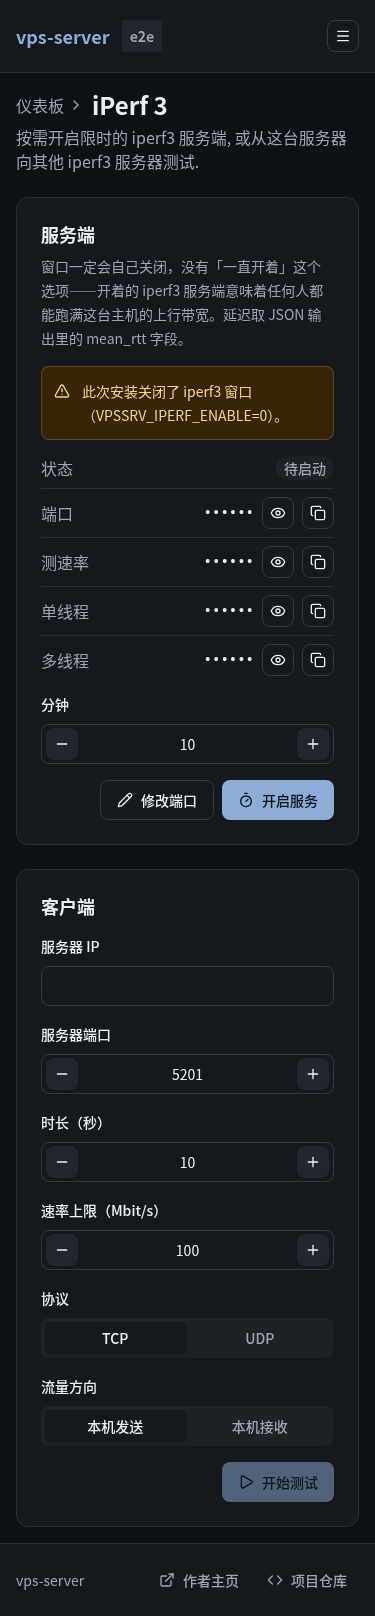 vps-server e2e
仪表板 > iPerf 3
按需开启限时的 iperf3 服务端, 或从这台服务器
向其他 iperf3 服务器测试.
服务端
窗口一定会自己关闭，没有「一直开着」这个
选项——开着的 iperf3 服务端意味着任何人都
能跑满这台主机的上行带宽。延迟取 JSON 输
出里的 mean_rtt 字段。
此次安装关闭了 iperf3 窗口
（VPSSRV_IPERF_ENABLE=0）。
状态 待启动
端口 ••••••
测速率 ••••••
单线程 ••••••
多线程 ••••••
分钟
10
修改端口 开启服务
客户端
服务器 IP
服务器端口
5201
时长（秒）
10
速率上限（Mbit/s）
100
协议
TCP UDP
流量方向
本机发送 本机接收
开始测试
vps-server 作者主页 项目仓库